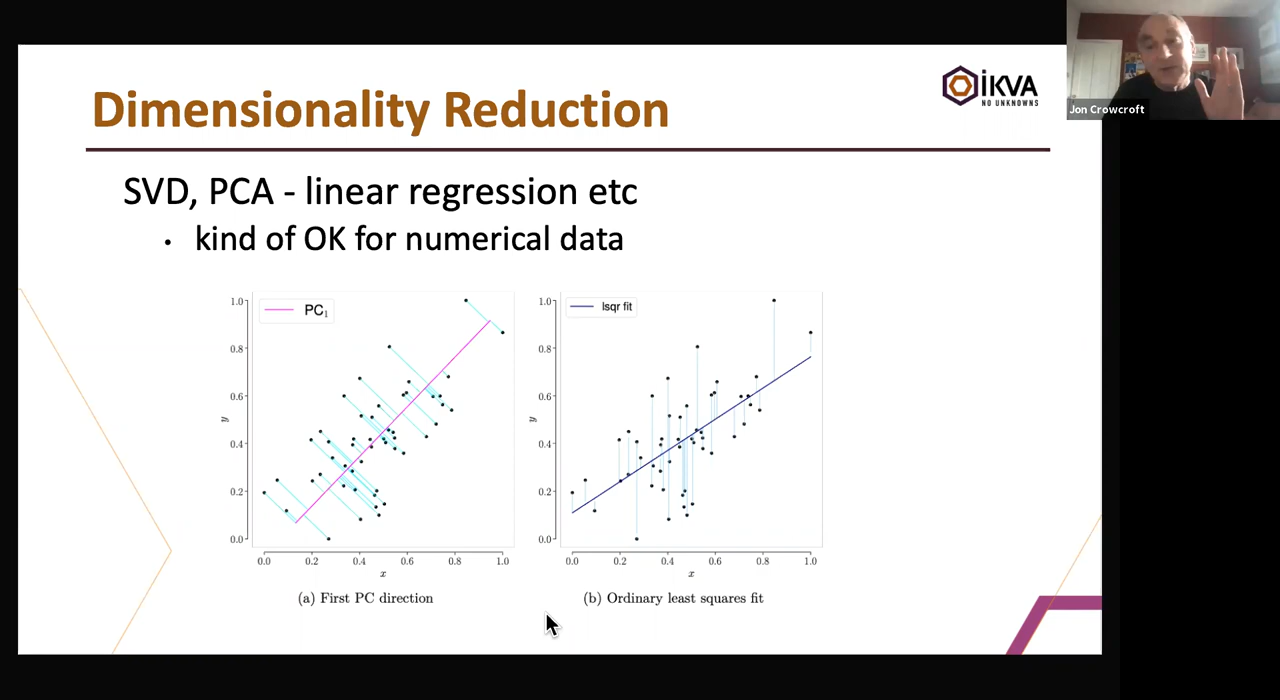 Dimensionality Reduction
iKVA
NO UNKNOWNS
Jon Crowcroft
SVD, PCA - linear regression etc
• kind of OK for numerical data
PC1
1.0
0.8
0.6
0.4
0.2
0.0
y
0.0 0.2 0.4 0.6 0.8 1.0
x
(a) First PC direction
lsqr fit
1.0
0.8
0.6
0.4
0.2
0.0
y
0.0 0.2 0.4 0.6 0.8 1.0
x
(b) Ordinary least squares fit